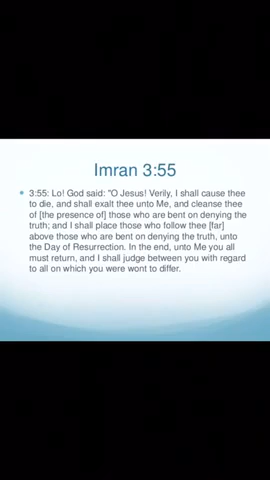 Imran 3:55
3:55: Lo! God said: "O Jesus! Verily, I shall cause thee
to die, and shall exalt thee unto Me, and cleanse thee
of [the presence of] those who are bent on denying the
truth; and I shall place those who follow thee [far]
above those who are bent on denying the truth, unto
the Day of Resurrection. In the end, unto Me you all
must return, and I shall judge between you with regard
to all on which you were wont to differ.